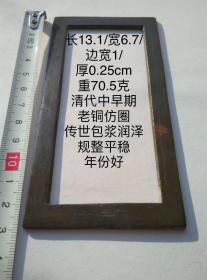 长13.1/宽6.7/
边宽1/
厚0.25cm
重70.5克
清代中早期
老铜仿圈
传世包浆润泽
规整平稳
年份好
10